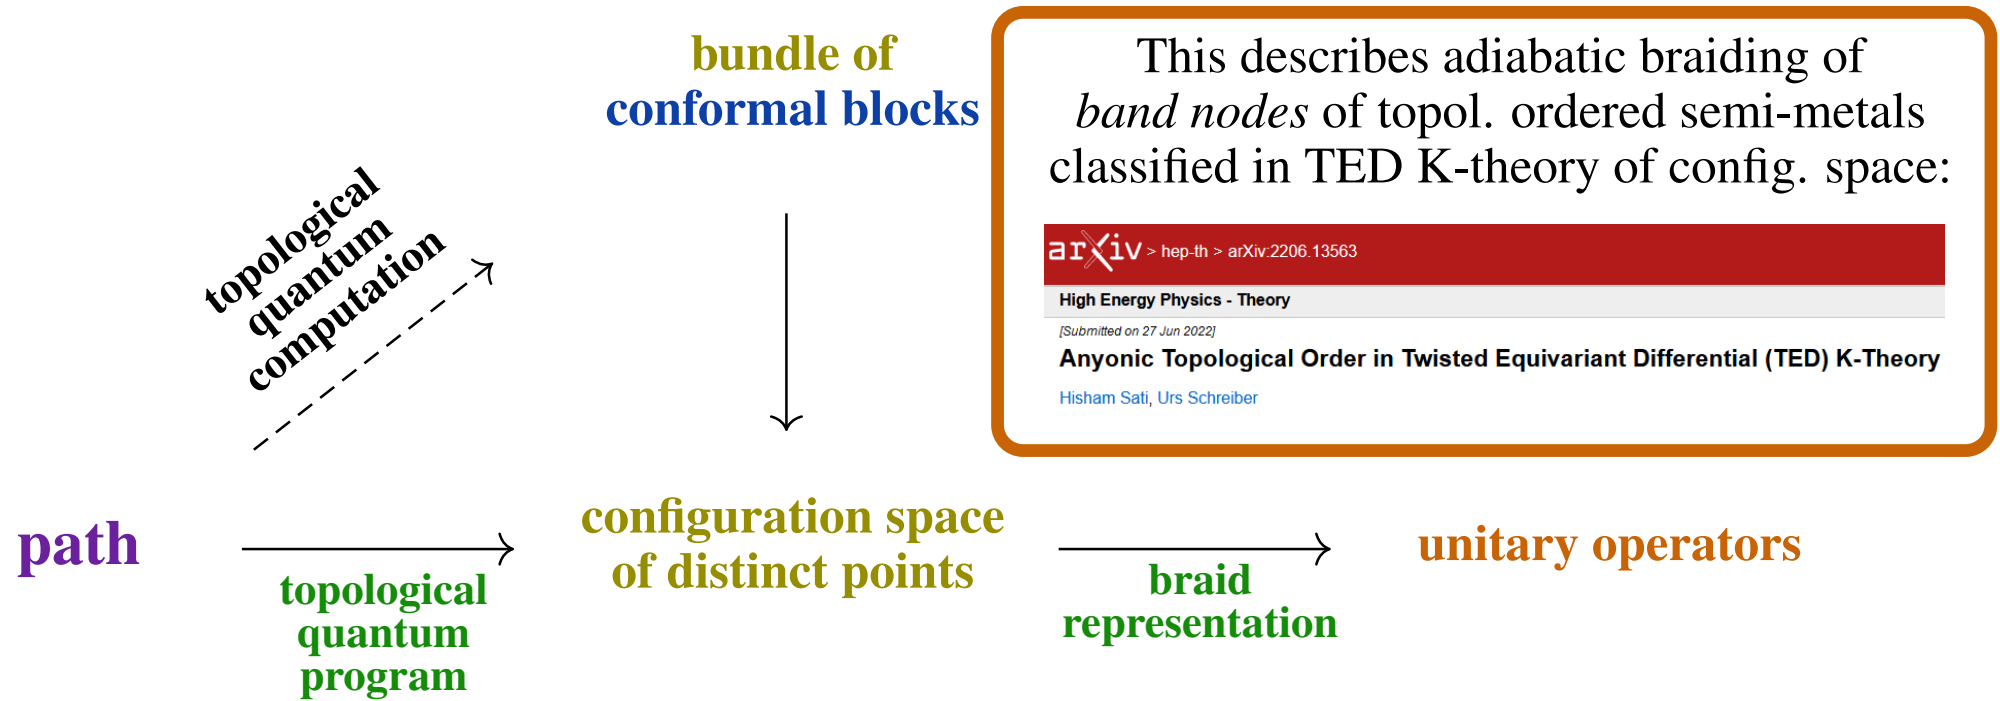 bundle of
conformal blocks
This describes adiabatic braiding of
band nodes of topol. ordered semi-metals
classified in TED K-theory of config. space:
arXiv > hep-th > arXiv:2206.13563
High Energy Physics - Theory
[Submitted on 27 Jun 2022]
Anyonic Topological Order in Twisted Equivariant Differential (TED) K-Theory
Hisham Sati, Urs Schreiber
topological
quantum
computation
path
topological
quantum
program
configuration space
of distinct points
braid
representation
unitary operators